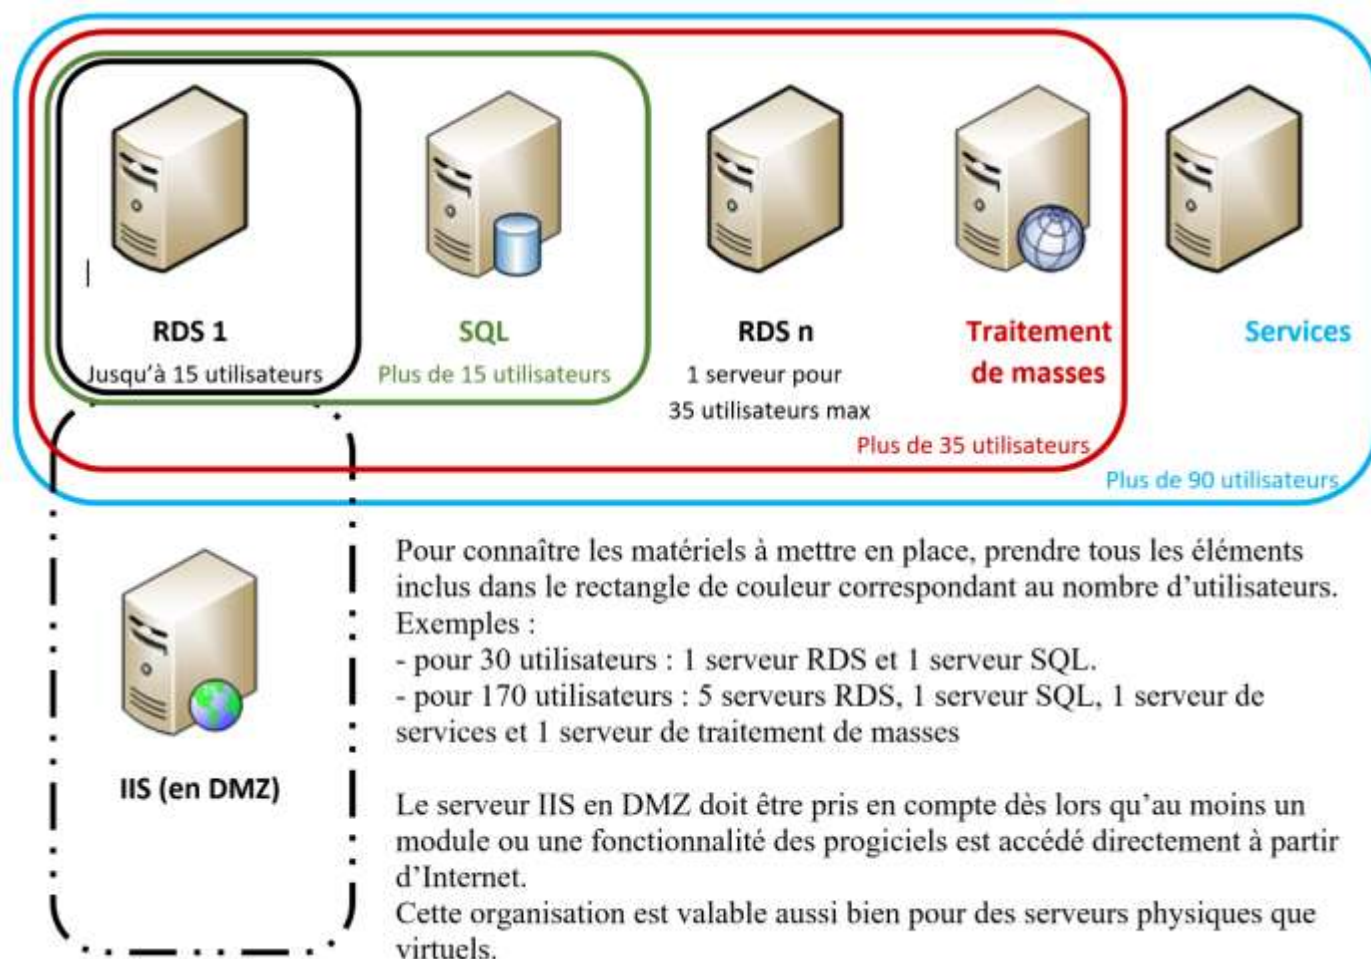 RDS 1
Jusqu'à 15 utilisateurs
SQL
Plus de 15 utilisateurs
RDS n
1 serveur pour
35 utilisateurs max
Traitement
de masses
Plus de 35 utilisateurs
Services
Plus de 90 utilisateurs
IIS (en DMZ)
Pour connaître les matériels à mettre en place, prendre tous les éléments
inclus dans le rectangle de couleur correspondant au nombre d'utilisateurs.
Exemples :
- pour 30 utilisateurs : 1 serveur RDS et 1 serveur SQL.
- pour 170 utilisateurs : 5 serveurs RDS, 1 serveur SQL, 1 serveur de
services et 1 serveur de traitement de masses
Le serveur IIS en DMZ doit être pris en compte dès lors qu'au moins un
module ou une fonctionnalité des progiciels est accédé directement à partir
d'Internet.
Cette organisation est valable aussi bien pour des serveurs physiques que
virtuels.